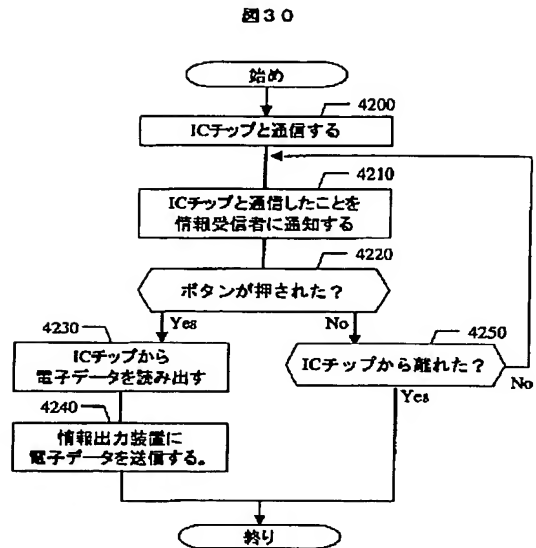 図30
始め
4200
ICチップと通信する
4210
ICチップと通信したことを
情報受信者に通知する
4220
ボタンが押された?
Yes
No
4230
ICチップから
電子データを読み出す
4250
ICチップから離れた?
No
Yes
4240
情報出力装置に
電子データを送信する。
終り